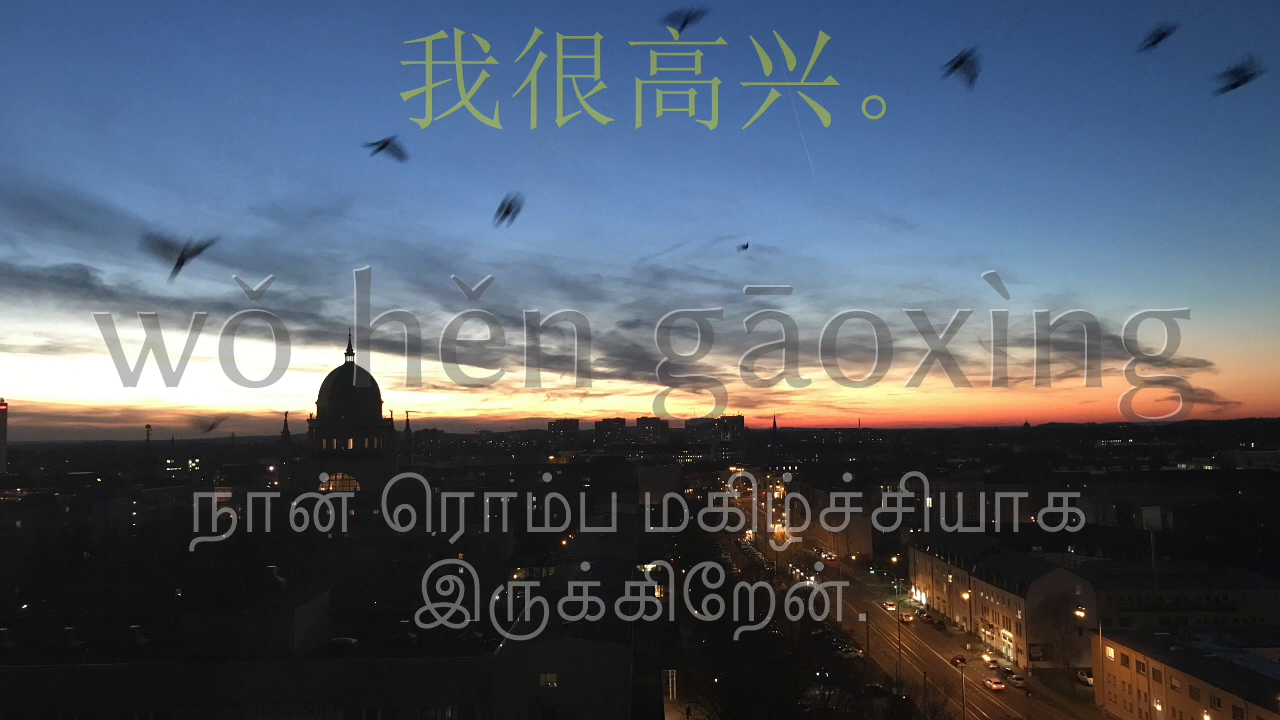 我很高兴。
wǒ hěn gāoxìng
நான் ரொம்ப மகிழ்ச்சியாக
இருக்கிறேன்.